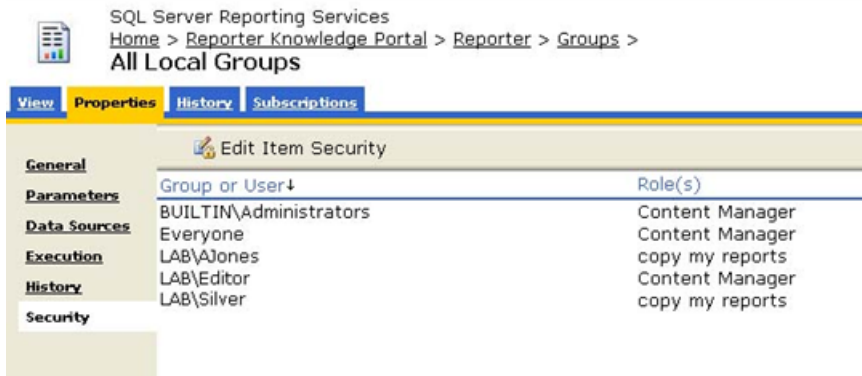 SQL Server Reporting Services
Home > Reporter Knowledge Portal > Reporter > Groups >
All Local Groups
View Properties History Subscriptions
General
Parameters
Data Sources
Execution
History
Security
Edit Item Security
Group or User↓ Role(s)
BUILTIN\Administrators Content Manager
Everyone Content Manager
LAB\AJones copy my reports
LAB\Editor Content Manager
LAB\Silver copy my reports